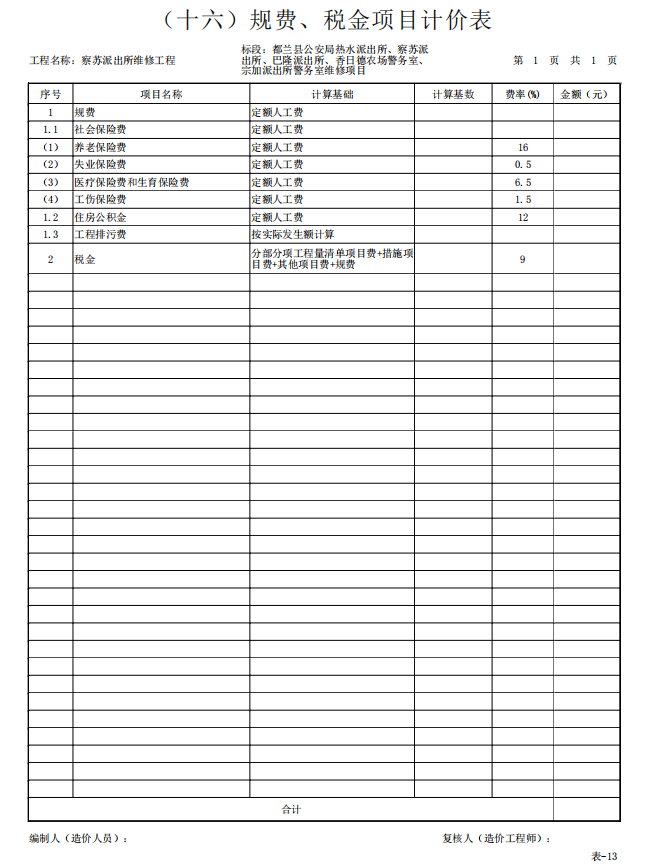 （十六）规费、税金项目计价表
工程名称：察苏派出所维修工程
标段：都兰县公安局热水派出所、察苏派
出所、巴隆派出所、香日德农场警务室、
宗加派出所警务室维修项目
第 1 页 共 1 页
序号 项目名称 计算基础 计算基数 费率(%) 金额（元）
1 规费 定额人工费
1.1 社会保险费 定额人工费
（1） 养老保险费 定额人工费 16
（2） 失业保险费 定额人工费 0.5
（3） 医疗保险费和生育保险费 定额人工费 6.5
（4） 工伤保险费 定额人工费 1.5
1.2 住房公积金 定额人工费 12
1.3 工程排污费 按实际发生额计算
2 税金 分部分项工程量清单项目费+措施项
目费+其他项目费+规费 9
合计
编制人（造价人员）： 复核人（造价工程师）：
表-13